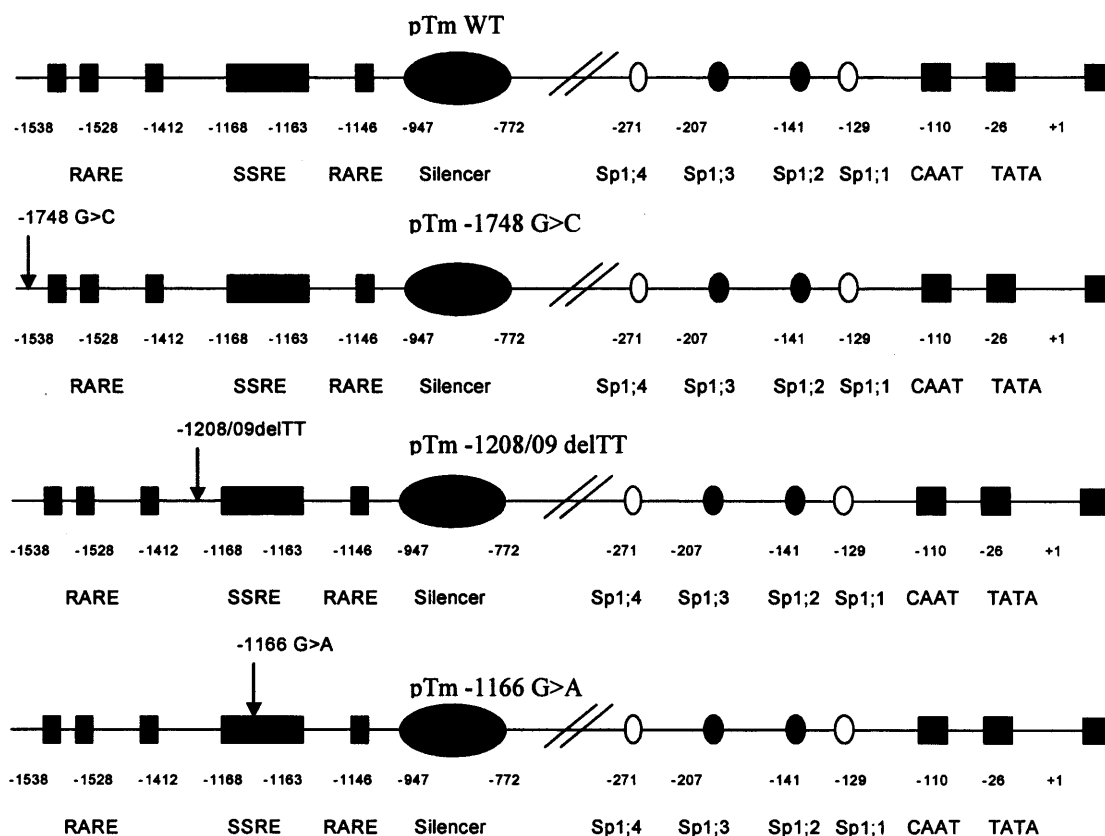 pTm WT
-1538 -1528 -1412 -1168 -1163 -1146 -947 -772 -271 -207 -141 -129 -110 -26 +1
RARE SSRE RARE Silencer Sp1;4 Sp1;3 Sp1;2 Sp1;1 CAAT TATA
-1748 G>C
pTm -1748 G>C
-1538 -1528 -1412 -1168 -1163 -1146 -947 -772 -271 -207 -141 -129 -110 -26 +1
RARE SSRE RARE Silencer Sp1;4 Sp1;3 Sp1;2 Sp1;1 CAAT TATA
-1208/09delTT
pTm -1208/09 delTT
-1538 -1528 -1412 -1168 -1163 -1146 -947 -772 -271 -207 -141 -129 -110 -26 +1
RARE SSRE RARE Silencer Sp1;4 Sp1;3 Sp1;2 Sp1;1 CAAT TATA
-1166 G>A
pTm -1166 G>A
-1538 -1528 -1412 -1168 -1163 -1146 -947 -772 -271 -207 -141 -129 -110 -26 +1
RARE SSRE RARE Silencer Sp1;4 Sp1;3 Sp1;2 Sp1;1 CAAT TATA